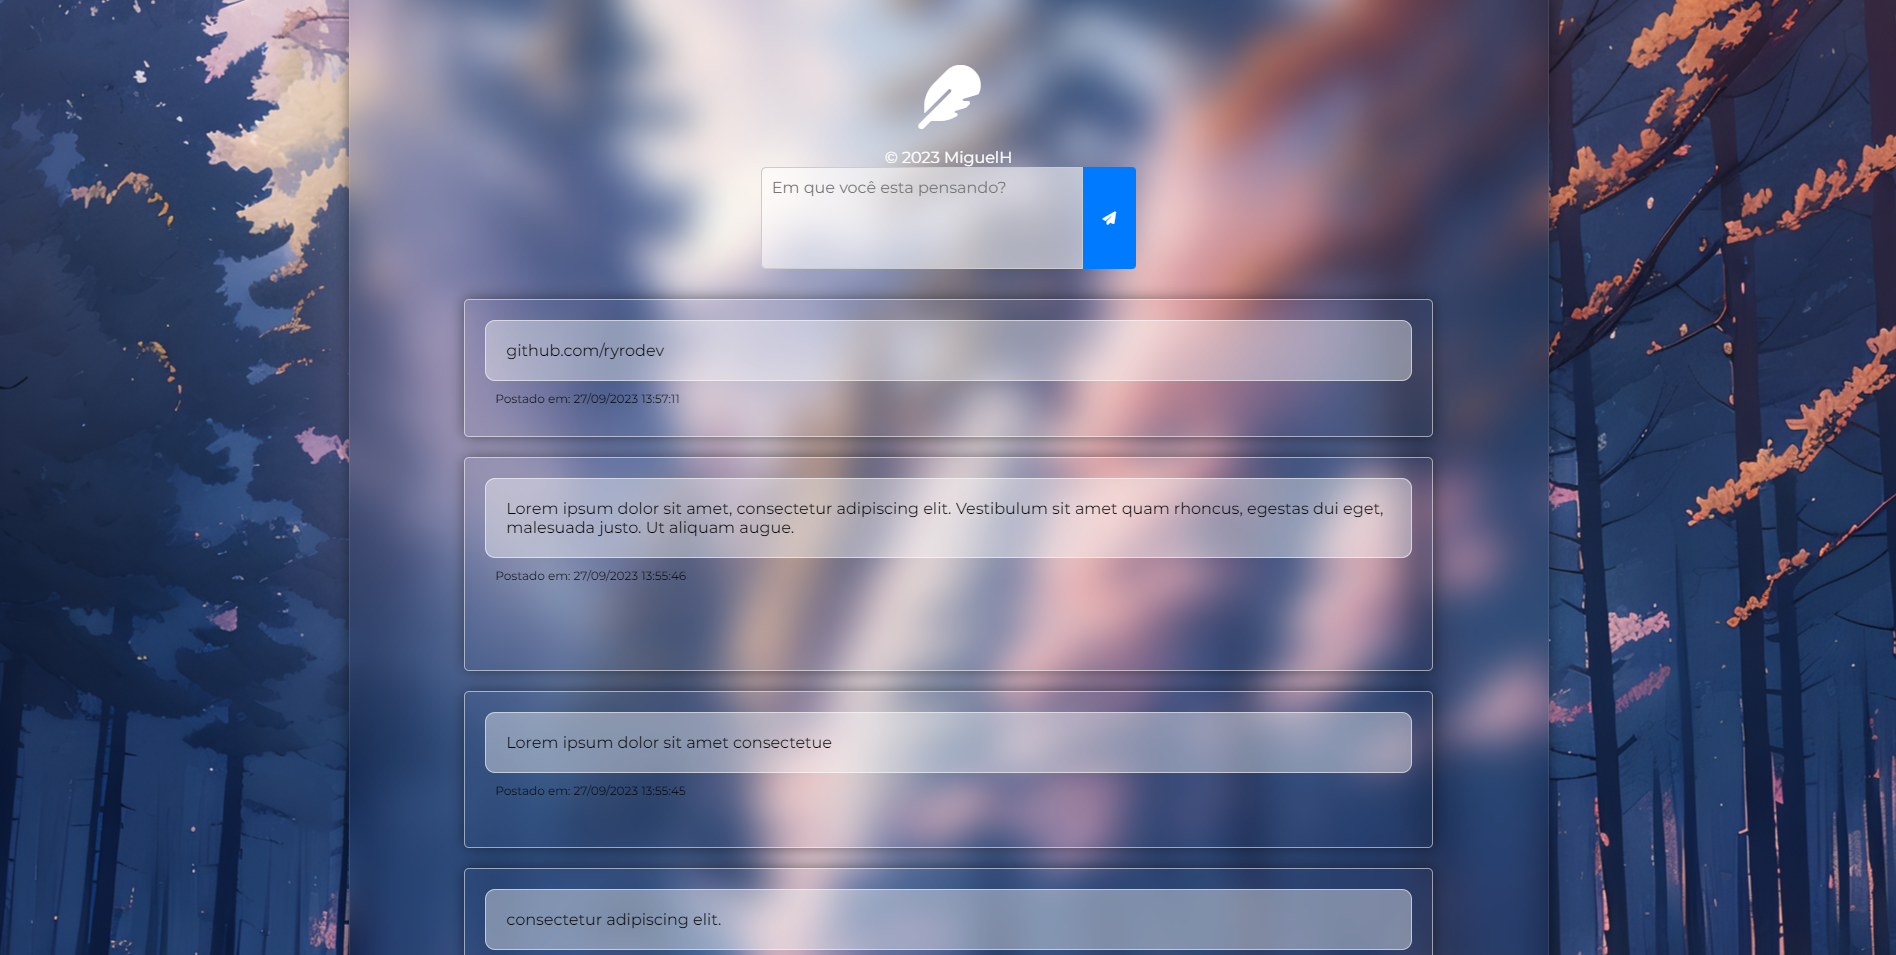 © 2023 MiguelH
Em que você esta pensando?
github.com/ryrodev
Postado em: 27/09/2023 13:57:11
Lorem ipsum dolor sit amet, consectetur adipiscing elit. Vestibulum sit amet quam rhoncus, egestas dui eget,
malesuada justo. Ut aliquam augue.
Postado em: 27/09/2023 13:55:46
Lorem ipsum dolor sit amet consectetue
Postado em: 27/09/2023 13:55:45
consectetur adipiscing elit.